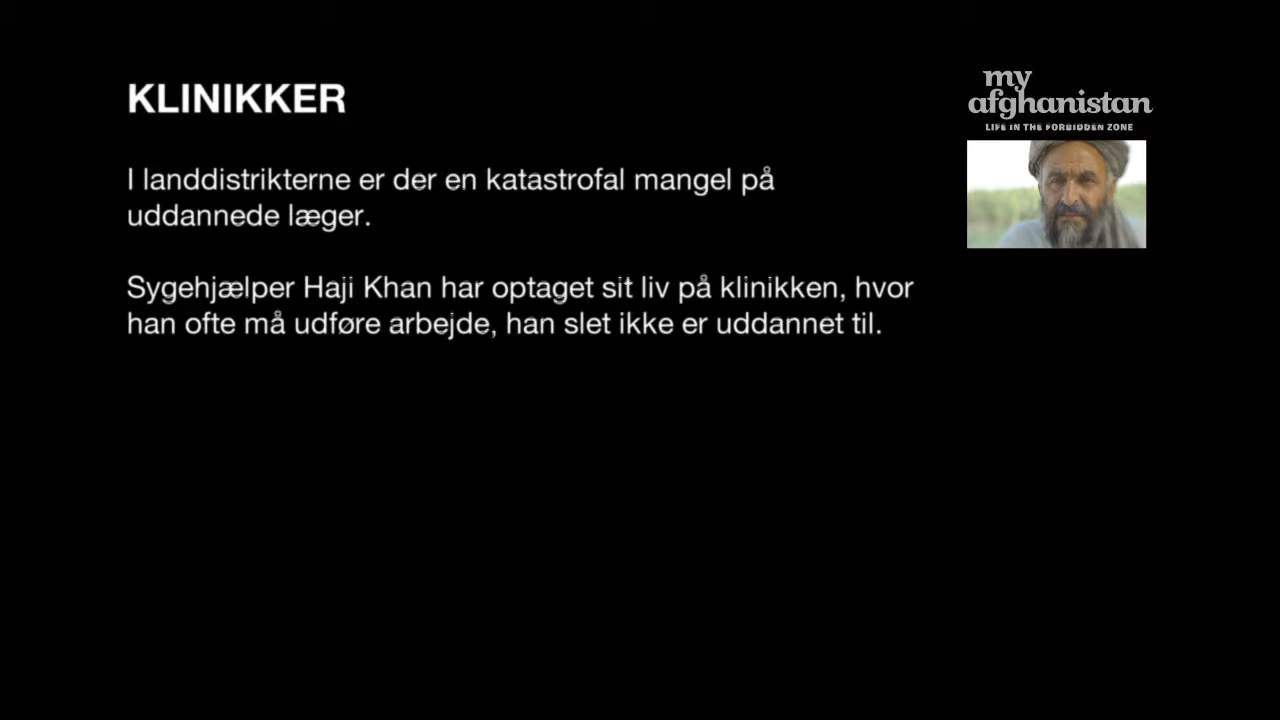 KLINIKKER
my
afghanistan
LIFE IN THE FORBIDDEN ZONE
I landdistrikterne er der en katastrofal mangel på
uddannede læger.
Sygehjælper Haji Khan har optaget sit liv på klinikken, hvor
han ofte må udføre arbejde, han slet ikke er uddannet til.